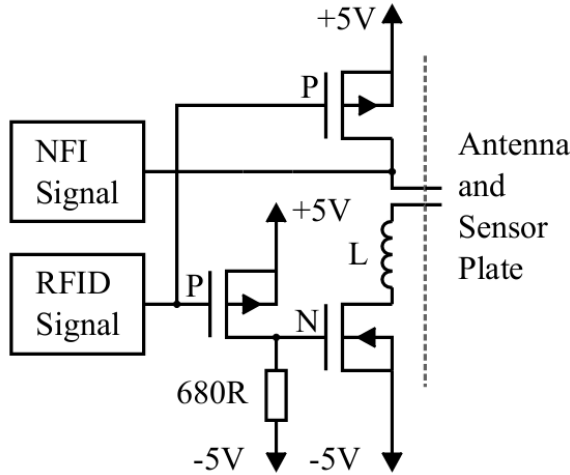 +5V
P
NFI
Signal
Antenna
and
Sensor
Plate
+5V
L
RFID
Signal
P
N
680R
-5V
-5V